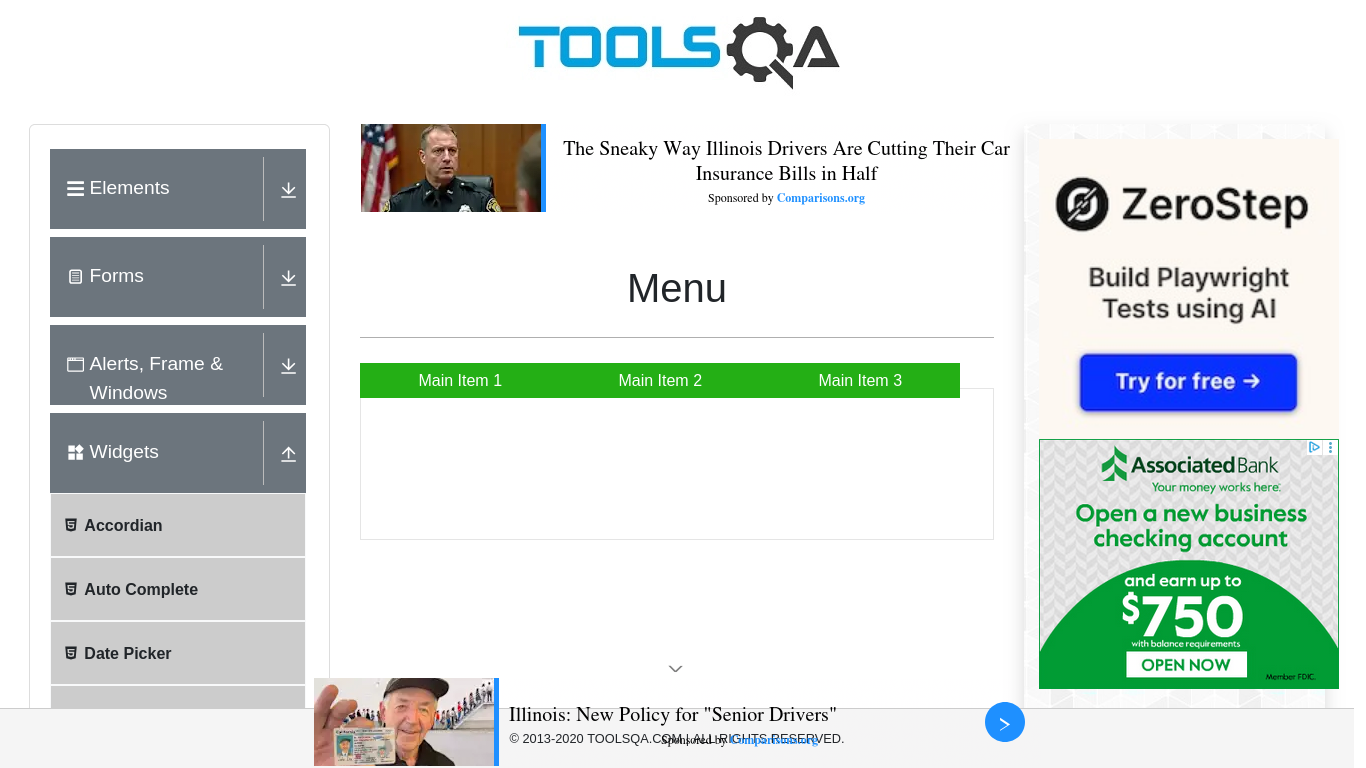 TOOLSQA
Elements
Forms
Alerts, Frame &
Windows
Widgets
Accordian
Auto Complete
Date Picker
The Sneaky Way Illinois Drivers Are Cutting Their Car
Insurance Bills in Half
Sponsored by Comparisons.org
Menu
Main Item 1
Main Item 2
Main Item 3
ZeroStep
Build Playwright
Tests using AI
Try for free →
AssociatedBank
Your money works here.
Open a new business
checking account
and earn up to
$750
with balance requirements
OPEN NOW
Member FDIC.
Illinois: New Policy for "Senior Drivers"
Sponsored by Comparisons.org
© 2013-2020 TOOLSQA.COM | ALL RIGHTS RESERVED.